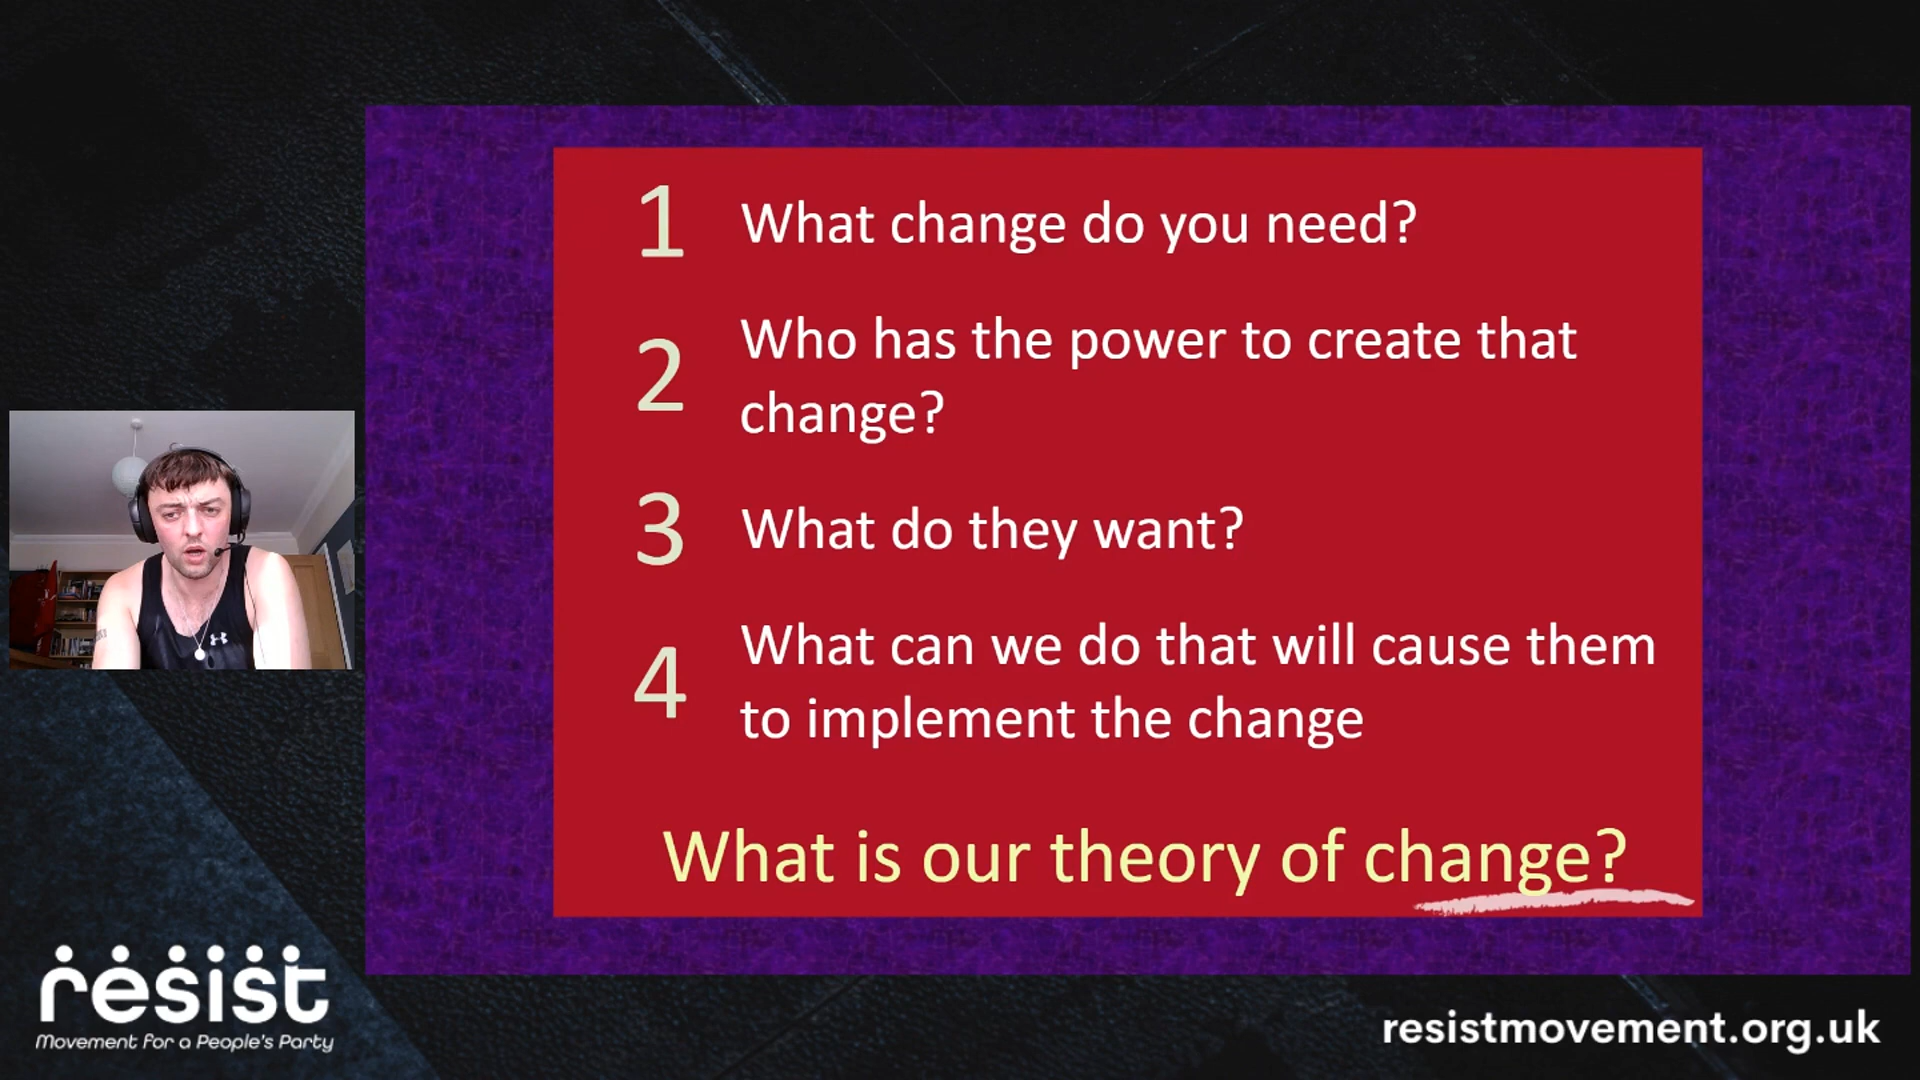 1 What change do you need?
2 Who has the power to create that
change?
3 What do they want?
4 What can we do that will cause them
to implement the change
What is our theory of change?
resist
Movement for a People's Party
resistmovement.org.uk